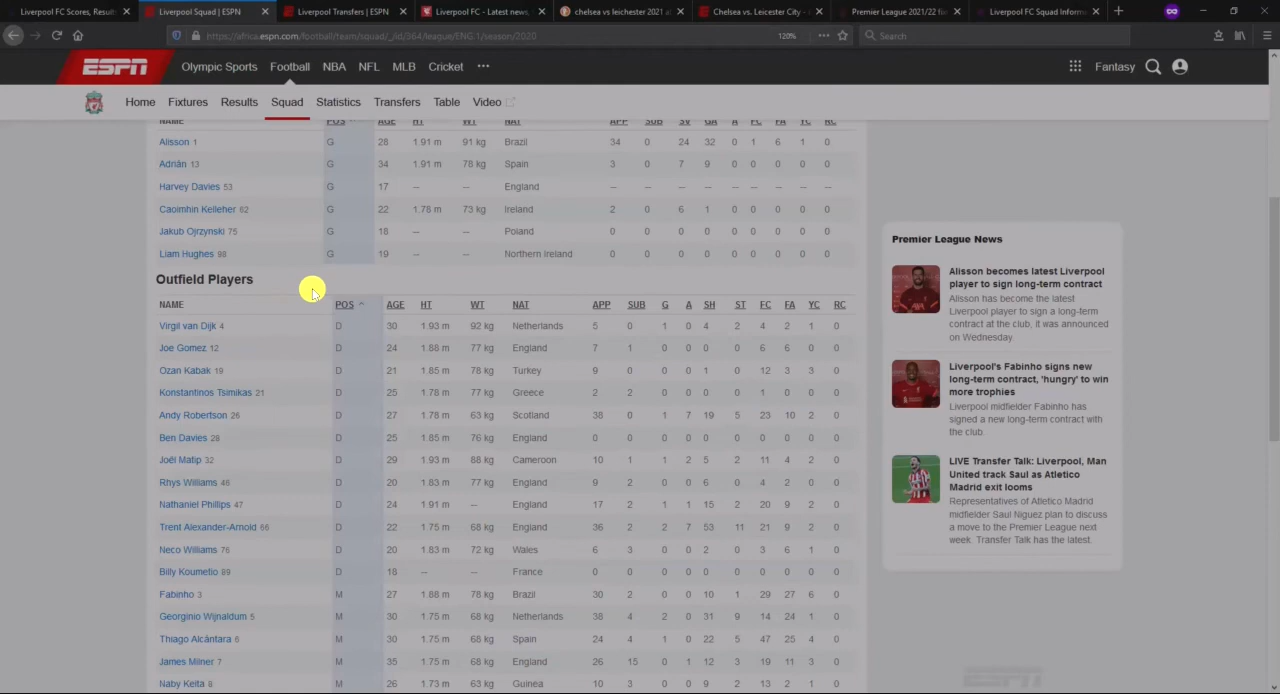 Liverpool FC Scores, Result
Liverpool Squad | ESPN
Liverpool Transfers | ESPN
Liverpool FC - Latest news,
chelsea vs leichester 2021 a
Chelsea vs. Leicester City -
Premier League 2021/22 fi
Liverpool FC Squad Inform
https://africa.espn.com/football/team/squad/_/id/364/league/ENG.1/season/2020
120%
Search
ESPN Olympic Sports Football NBA NFL MLB Cricket
Fantasy
Home Fixtures Results Squad Statistics Transfers Table Video
NAME POS AGE HT WT NAT APP SUB SV GA A FC FA YC RC
Alisson 1 G 28 1.91 m 91 kg Brazil 34 0 24 32 0 1 6 1 0
Adrián 13 G 34 1.91 m 78 kg Spain 3 0 7 9 0 0 0 0 0
Harvey Davies 53 G 17 -- -- England -- -- -- -- -- -- -- -- --
Caoimhin Kelleher 62 G 22 1.78 m 73 kg Ireland 2 0 6 1 0 0 0 0 0
Jakub Ojrzynski 75 G 18 -- -- Poland 0 0 0 0 0 0 0 0 0
Liam Hughes 98 G 19 -- -- Northern Ireland 0 0 0 0 0 0 0 0 0
Outfield Players
NAME POS AGE HT WT NAT APP SUB G A SH ST FC FA YC RC
Virgil van Dijk 4 D 30 1.93 m 92 kg Netherlands 5 0 1 0 4 2 4 2 1 0
Joe Gomez 12 D 24 1.88 m 77 kg England 7 1 0 0 0 0 6 6 0 0
Ozan Kabak 19 D 21 1.85 m 78 kg Turkey 9 0 0 0 1 0 12 3 3 0
Konstantinos Tsimikas 21 D 25 1.78 m 77 kg Greece 2 2 0 0 0 0 1 0 0 0
Andy Robertson 26 D 27 1.78 m 63 kg Scotland 38 0 1 7 19 5 23 10 2 0
Ben Davies 28 D 25 1.85 m 76 kg England 0 0 0 0 0 0 0 0 0 0
Joël Matip 32 D 29 1.93 m 88 kg Cameroon 10 1 1 2 5 2 11 4 2 0
Rhys Williams 46 D 20 1.83 m 77 kg England 9 2 0 0 6 0 4 2 0 0
Nathaniel Phillips 47 D 24 1.91 m -- England 17 2 1 1 15 2 20 9 2 0
Trent Alexander-Arnold 66 D 22 1.75 m 68 kg England 36 2 2 7 53 11 21 9 2 0
Neco Williams 76 D 20 1.83 m 72 kg Wales 6 3 0 0 2 0 3 6 1 0
Billy Koumetio 89 D 18 -- -- France 0 0 0 0 0 0 0 0 0 0
Fabinho 3 M 27 1.88 m 78 kg Brazil 30 2 0 0 10 1 29 27 6 0
Georginio Wijnaldum 5 M 30 1.75 m 68 kg Netherlands 38 4 2 0 31 9 14 24 1 0
Thiago Alcántara 6 M 30 1.75 m 68 kg Spain 24 4 1 0 22 5 47 25 4 0
James Milner 7 M 35 1.75 m 68 kg England 26 15 0 1 12 3 19 11 3 0
Naby Keita 8 M 26 1.73 m 63 kg Guinea 10 3 0 0 9 2 13 2 1 0
Premier League News
Alisson becomes latest Liverpool
player to sign long-term contract
Alisson has become the latest
Liverpool player to sign a long-term
contract at the club, it was announced
on Wednesday.
Liverpool's Fabinho signs new
long-term contract, 'hungry' to win
more trophies
Liverpool midfielder Fabinho has
signed a new long-term contract with
the club.
LIVE Transfer Talk: Liverpool, Man
United track Saul as Atletico
Madrid exit looms
Representatives of Atletico Madrid
midfielder Saul Niguez plan to discuss
a move to the Premier League next
week. Transfer Talk has the latest.